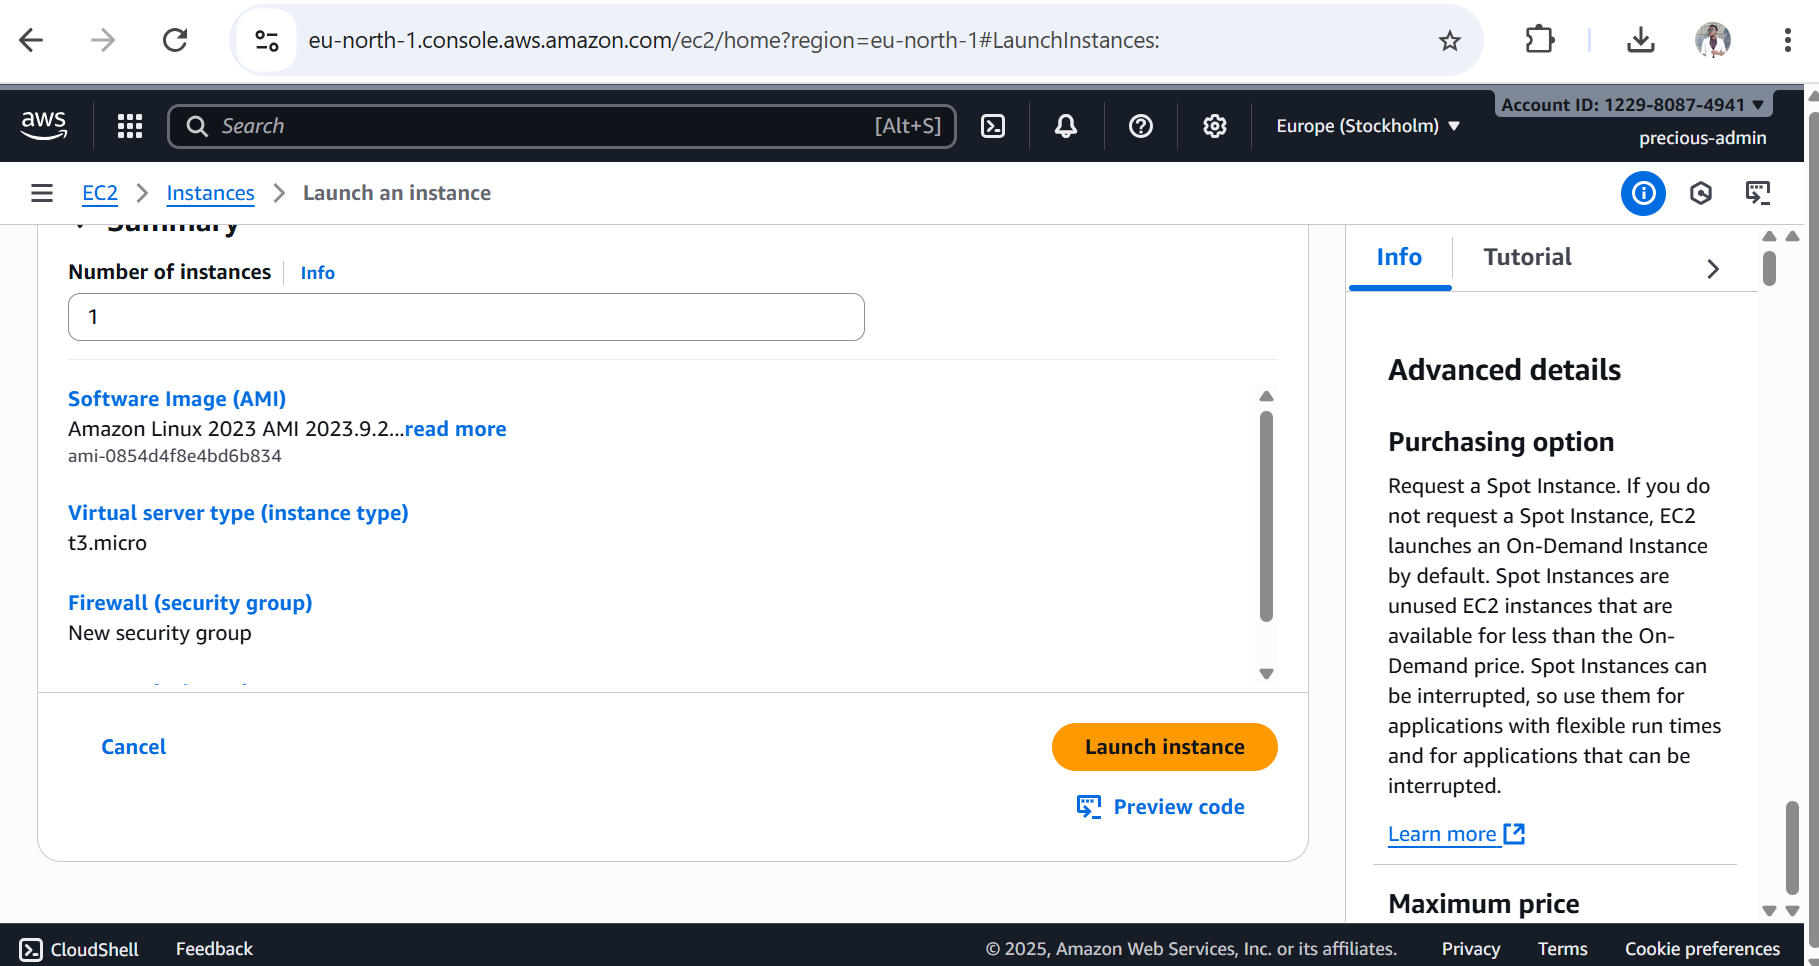 eu-north-1.console.aws.amazon.com/ec2/home?region=eu-north-1#LaunchInstances:
aws
Search
[Alt+S]
Europe (Stockholm)
Account ID: 1229-8087-4941
precious-admin
EC2
Instances
Launch an instance
Summary
Number of instances
Info
1
Software Image (AMI)
Amazon Linux 2023 AMI 2023.9.2...read more
ami-0854d4f8e4bd6b834
Virtual server type (instance type)
t3.micro
Firewall (security group)
New security group
Cancel
Launch instance
Preview code
Info
Tutorial
Advanced details
Purchasing option
Request a Spot Instance. If you do
not request a Spot Instance, EC2
launches an On-Demand Instance
by default. Spot Instances are
unused EC2 instances that are
available for less than the On-
Demand price. Spot Instances can
be interrupted, so use them for
applications with flexible run times
and for applications that can be
interrupted.
Learn more
Maximum price
CloudShell
Feedback
© 2025, Amazon Web Services, Inc. or its affiliates.
Privacy
Terms
Cookie preferences